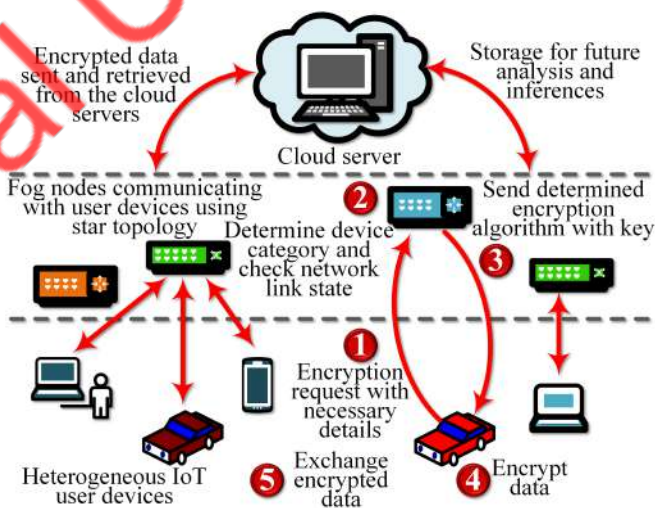 Encrypted data
sent and retrieved
from the cloud
servers
Storage for future
analysis and
inferences
Cloud server
Fog nodes communicating
with user devices using
star topology
2
Determine device
category and
check network
link state
Send determined
encryption
algorithm with key
3
1
Encryption
request with
necessary
details
Heterogeneous IoT
user devices
5 Exchange
encrypted
data
4 Encrypt
data